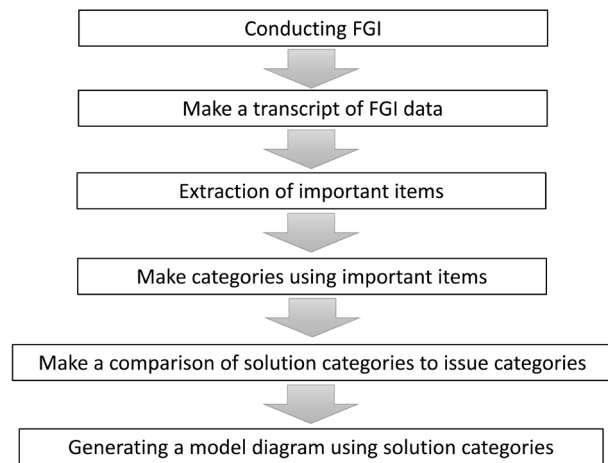 Conducting FGI
Make a transcript of FGI data
Extraction of important items
Make categories using important items
Make a comparison of solution categories to issue categories
Generating a model diagram using solution categories